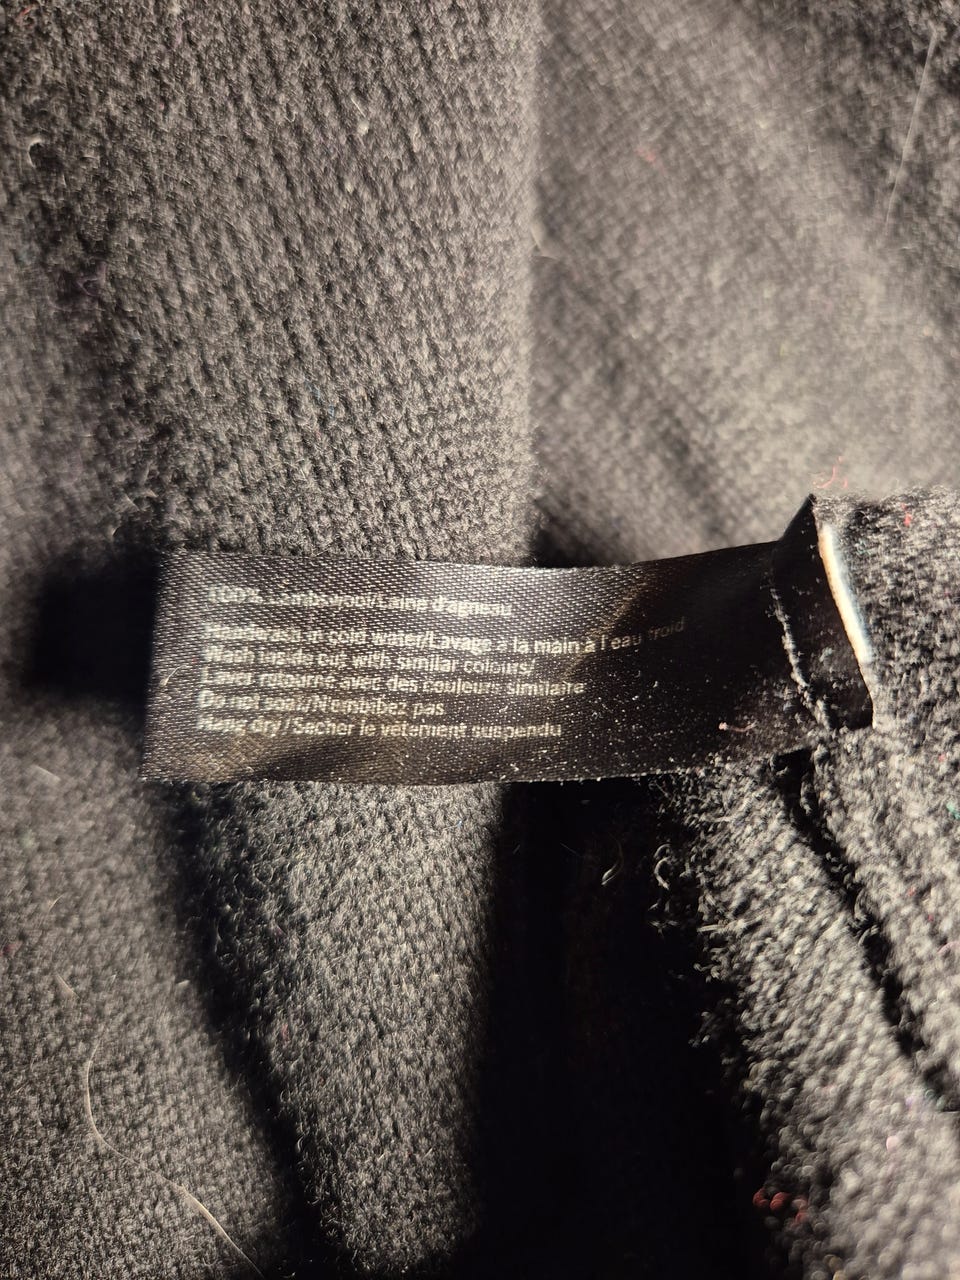 100% Lambswool/Laine d'agneau
Handwash in cold water/Lavage à la main à l'eau froid
Wash inside out with similar colours/
Laver retourné avec des couleurs similaire
Do not soak/N'embibez pas
Hang dry/Sécher le vêtement suspendu